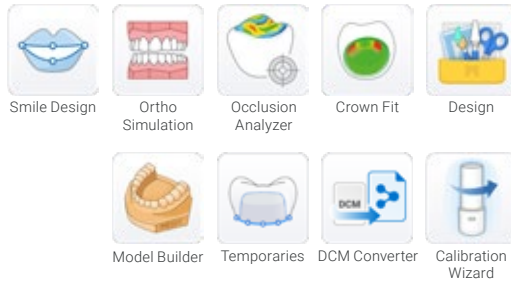 Smile Design
Ortho
Simulation
Occlusion
Analyzer
Crown Fit
Design
DCM
Model Builder
Temporaries
DCM Converter
Calibration
Wizard